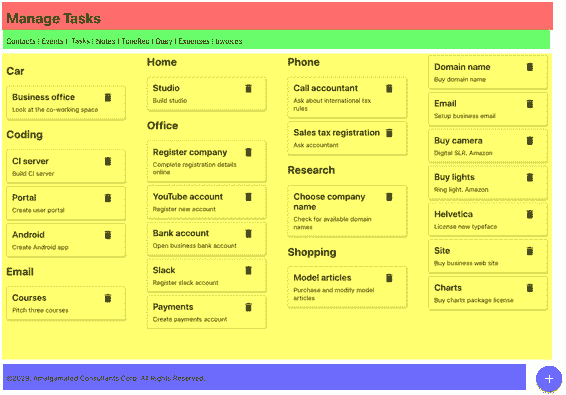 Manage Tasks
Contacts | Events | Tasks | Notes | TimeRec | Diary | Expenses | Invoices
Car
Business office
Look at the co-working space
Coding
CI server
Build CI server
Portal
Create user portal
Android
Create Android app
Email
Courses
Pitch three courses
Home
Studio
Build studio
Office
Register company
Complete registration details
online
YouTube account
Register new account
Bank account
Open business bank account
Slack
Register slack account
Payments
Create payments account
Phone
Call accountant
Ask about international tax
rules
Sales tax registration
Ask accountant
Research
Choose company
name
Check for available domain
names
Shopping
Model articles
Purchase and modify model
articles
Domain name
Buy domain name
Email
Setup business email
Buy camera
Digital SLR. Amazon
Buy lights
Ring light. Amazon
Helvetica
License new typeface
Site
Buy business web site
Charts
Buy charts package license
Amalgamated Consultants Corp. All Rights Reserved.
+